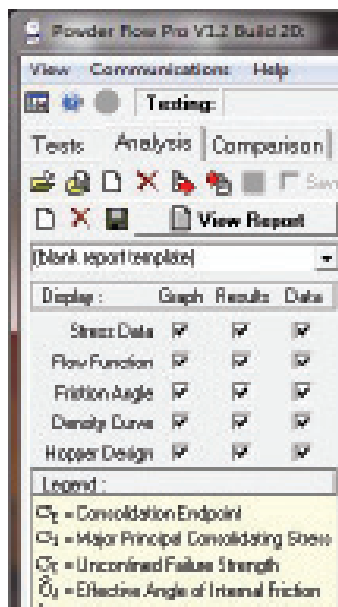 Powder Flow Pro V1.2 Build 20
View Communications Help
Testing:
Tests Analysis Comparison
Save
View Report
(blank report template)
Display: Graph Results Data
Stress Data
Flow Function
Friction Angle
Density Curve
Hopper Design
Legend:
= Consolidation Endpoint
= Major Principal Consolidating Stress
= Unconfined Failure Strength
= Effective Angle of Internal Friction